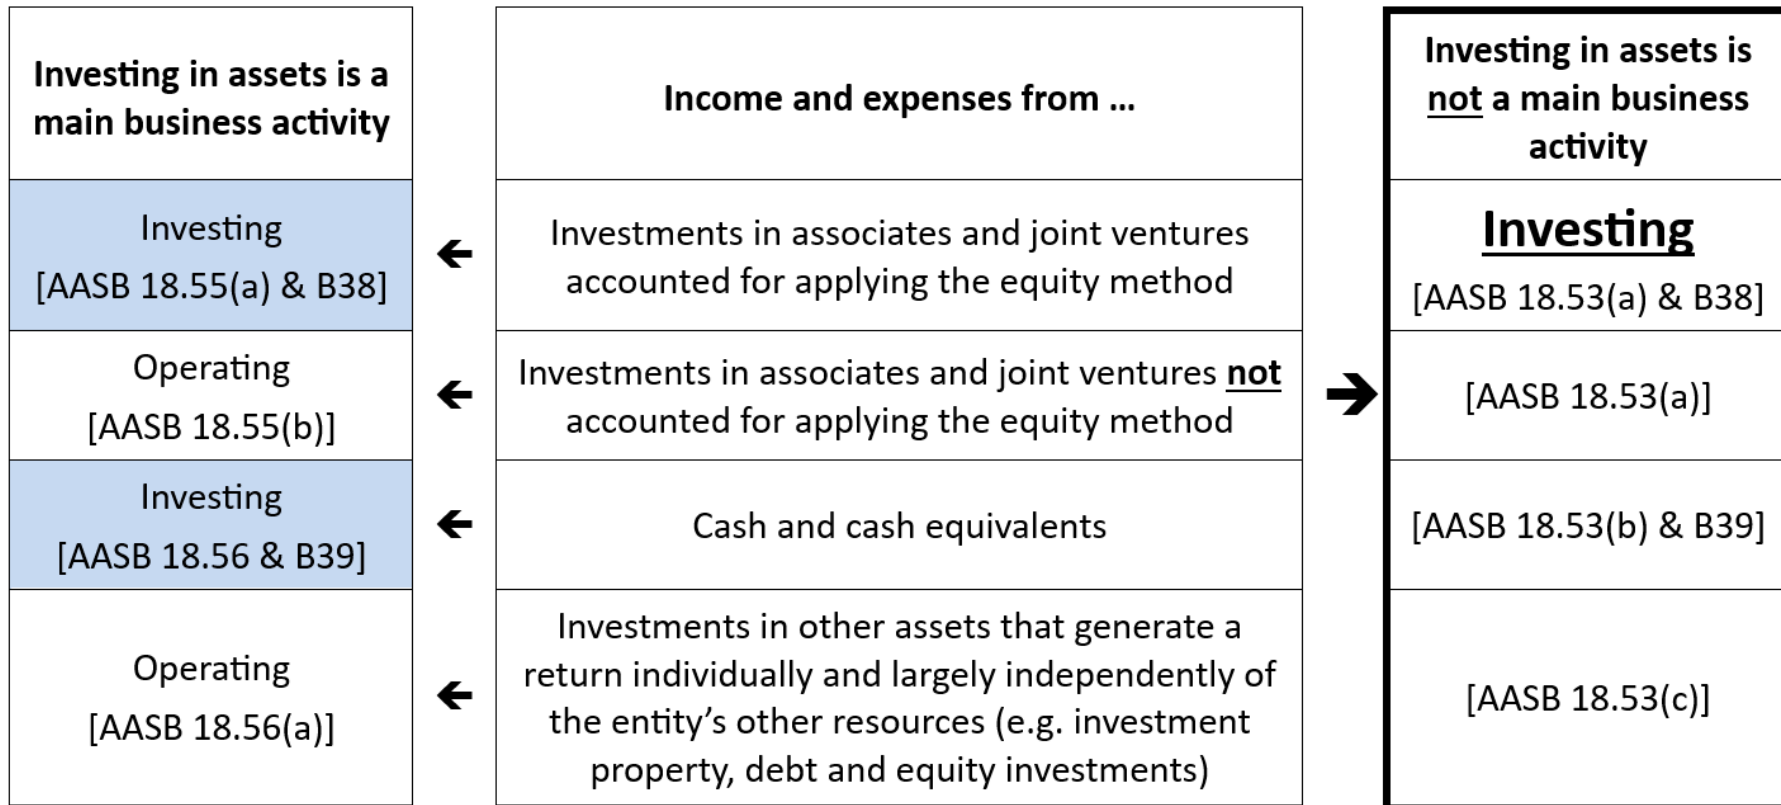 Investing in assets is a
main business activity
Income and expenses from ...
Investing in assets is
not a main business
activity
Investing
[AASB 18.55(a) & B38]
Investments in associates and joint ventures
accounted for applying the equity method
Investing
[AASB 18.53(a) & B38]
Operating
[AASB 18.55(b)]
Investments in associates and joint ventures not
accounted for applying the equity method
[AASB 18.53(a)]
Investing
[AASB 18.56 & B39]
Cash and cash equivalents
[AASB 18.53(b) & B39]
Operating
[AASB 18.56(a)]
Investments in other assets that generate a
return individually and largely independently of
the entity’s other resources (e.g. investment
property, debt and equity investments)
[AASB 18.53(c)]